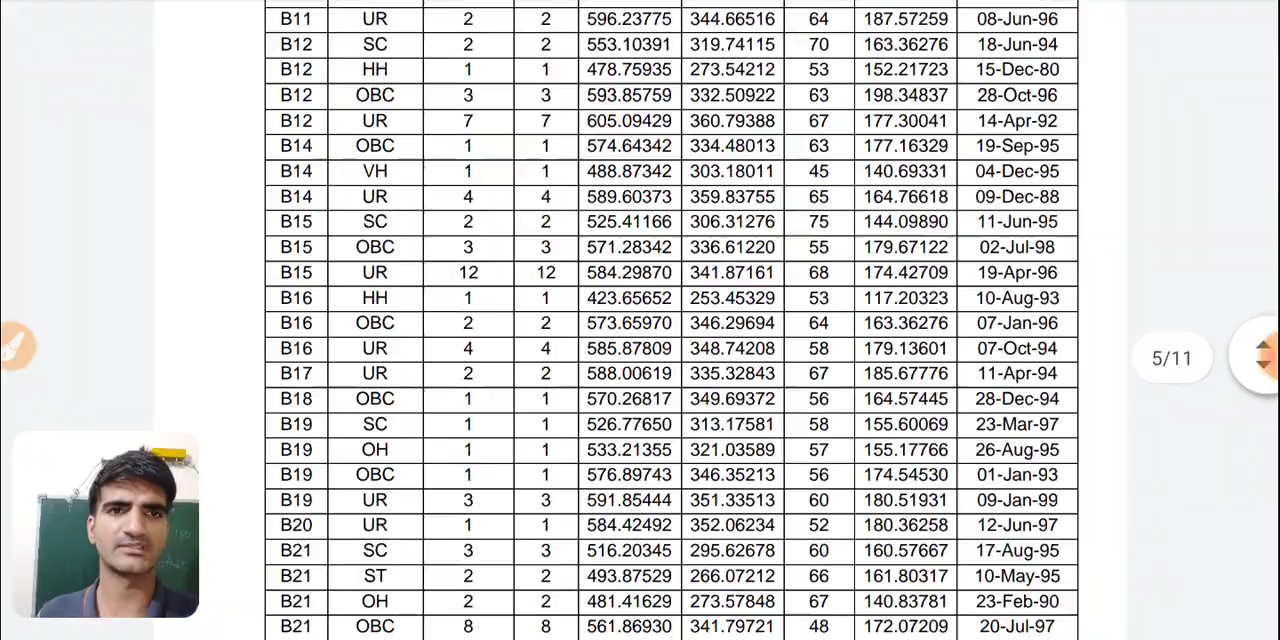 B11 UR 2 2 596.23775 344.66516 64 187.57259 08-Jun-96
B12 SC 2 2 553.10391 319.74115 70 163.36276 18-Jun-94
B12 HH 1 1 478.75935 273.54212 53 152.21723 15-Dec-80
B12 OBC 3 3 593.85759 332.50922 63 198.34837 28-Oct-96
B12 UR 7 7 605.09429 360.79388 67 177.30041 14-Apr-92
B14 OBC 1 1 574.64342 334.48013 63 177.16329 19-Sep-95
B14 VH 1 1 488.87342 303.18011 45 140.69331 04-Dec-95
B14 UR 4 4 589.60373 359.83755 65 164.76618 09-Dec-88
B15 SC 2 2 525.41166 306.31276 75 144.09890 11-Jun-95
B15 OBC 3 3 571.28342 336.61220 55 179.67122 02-Jul-98
B15 UR 12 12 584.29870 341.87161 68 174.42709 19-Apr-96
B16 HH 1 1 423.65652 253.45329 53 117.20323 10-Aug-93
B16 OBC 2 2 573.65970 346.29694 64 163.36276 07-Jan-96
B16 UR 4 4 585.87809 348.74208 58 179.13601 07-Oct-94
B17 UR 2 2 588.00619 335.32843 67 185.67776 11-Apr-94
B18 OBC 1 1 570.26817 349.69372 56 164.57445 28-Dec-94
B19 SC 1 1 526.77650 313.17581 58 155.60069 23-Mar-97
B19 OH 1 1 533.21355 321.03589 57 155.17766 26-Aug-95
B19 OBC 1 1 576.89743 346.35213 56 174.54530 01-Jan-93
B19 UR 3 3 591.85444 351.33513 60 180.51931 09-Jan-99
B20 UR 1 1 584.42492 352.06234 52 180.36258 12-Jun-97
B21 SC 3 3 516.20345 295.62678 60 160.57667 17-Aug-95
B21 ST 2 2 493.87529 266.07212 66 161.80317 10-May-95
B21 OH 2 2 481.41629 273.57848 67 140.83781 23-Feb-90
B21 OBC 8 8 561.86930 341.79721 48 172.07209 20-Jul-97
5/11